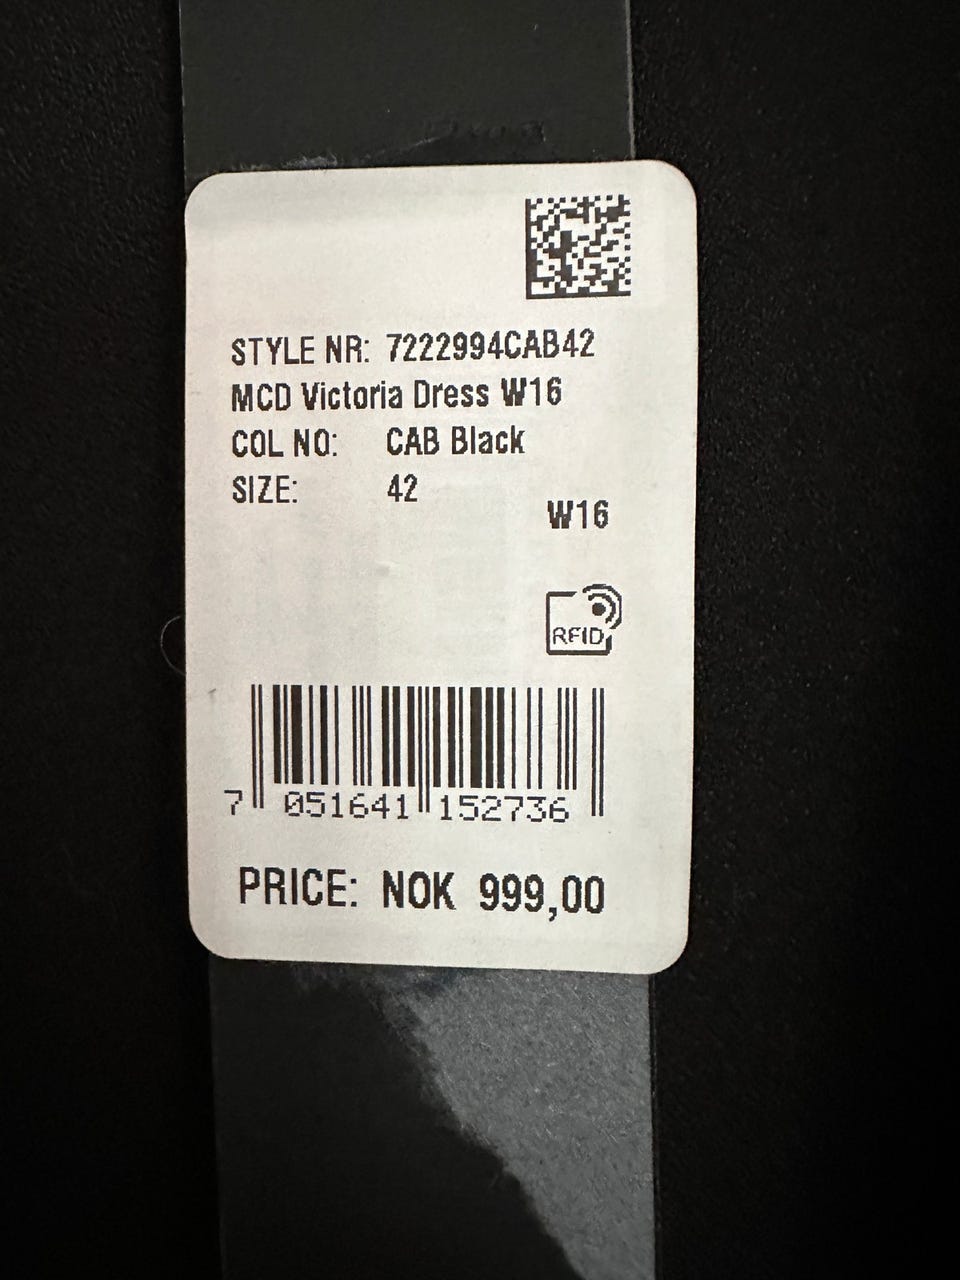 STYLE NR: 7222994CAB42
MCD Victoria Dress W16
COL NO: CAB Black
SIZE: 42
W16
RFID
7 051641 152736
PRICE: NOK 999,00